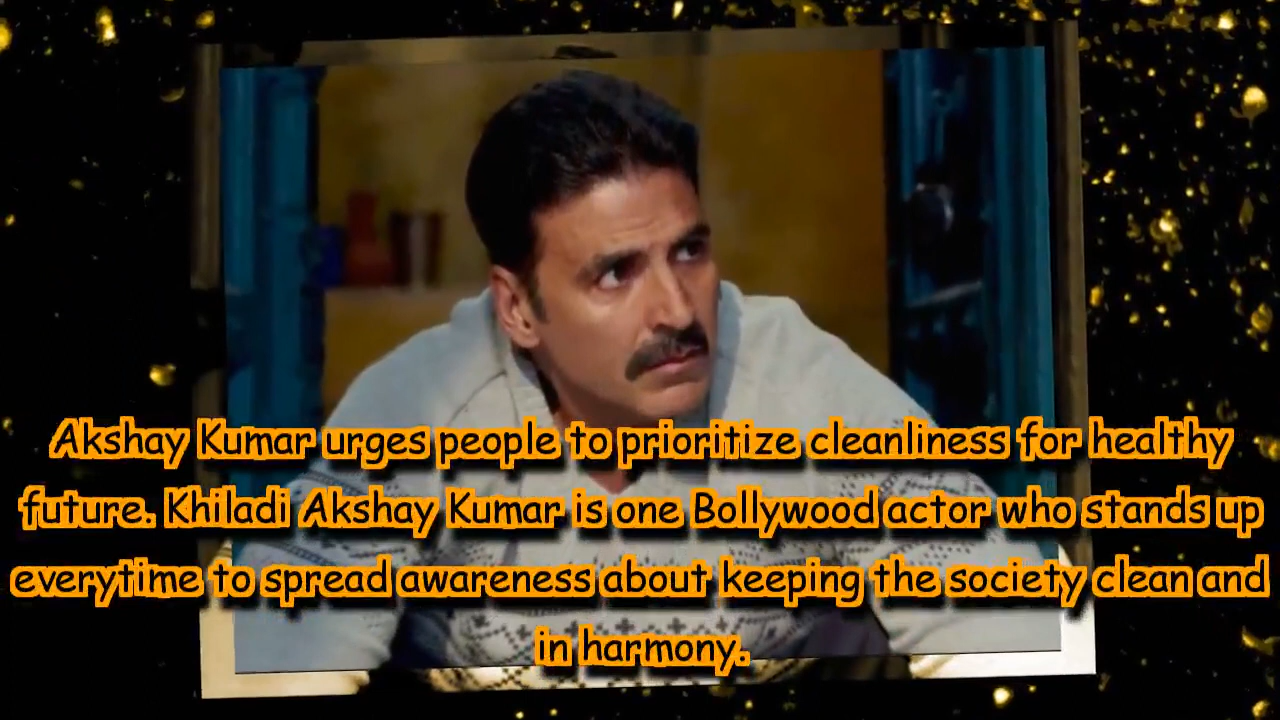 Akshay Kumar urges people to prioritize cleanliness for healthy
future. Khiladi Akshay Kumar is one Bollywood actor who stands up
everytime to spread awareness about keeping the society clean and
in harmony.